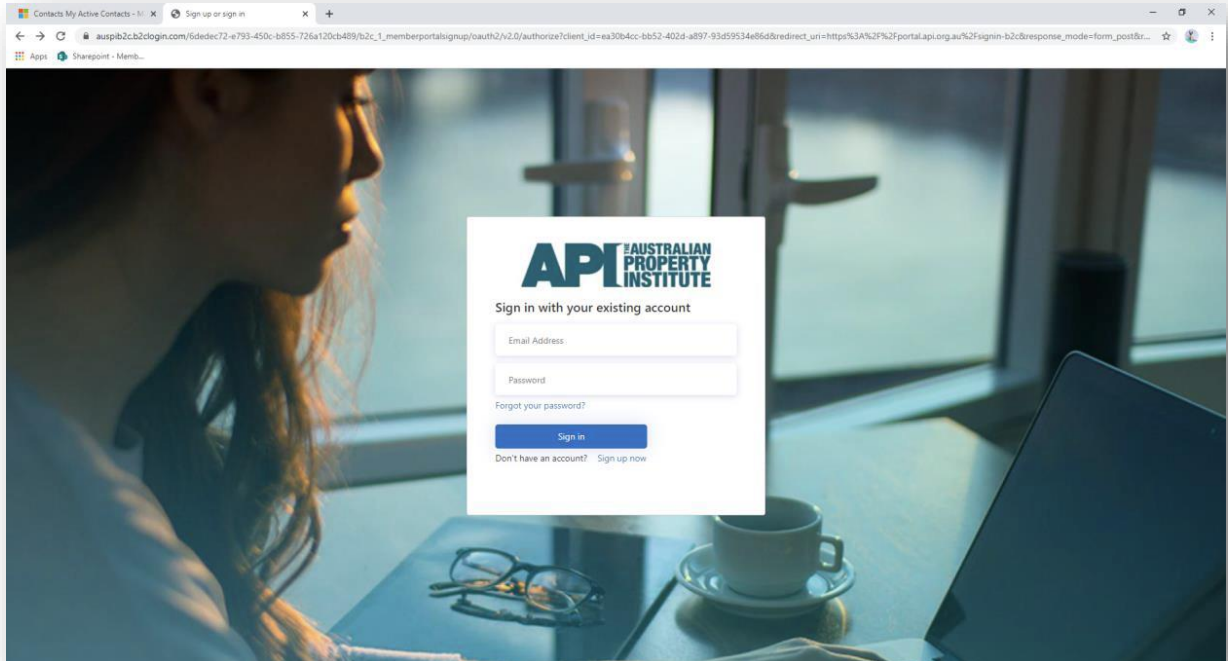 Contacts My Active Contacts - M
Sign up or sign in
auspib2c.b2clogin.com/6dedec72-e793-450c-b855-726a120cb489/b2c_1_memberportalsignup/oauth2/v2.0/authorize?client_id=ea30b4cc-bb52-402d-a897-93d59534e86d&redirect_uri=https%3A%2F%2Fportal.api.org.au%2Fsignin-b2c&response_mode=form_post&r...
Apps
Sharepoint - Memb...
API THE AUSTRALIAN
PROPERTY
INSTITUTE
Sign in with your existing account
Email Address
Password
Forgot your password?
Sign in
Don't have an account? Sign up now